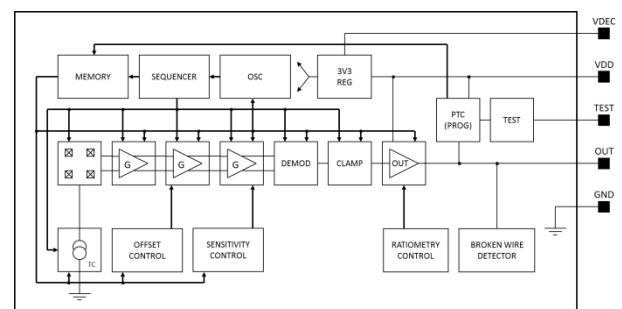 VDEC
MEMORY
SEQUENCER
OSC
3V3
REG
VDD
PTC
(PROG)
TEST
TEST
G
G
G
DEMOD
CLAMP
OUT
OUT
GND
TC
OFFSET
CONTROL
SENSITIVITY
CONTROL
RATIOMETRY
CONTROL
BROKEN WIRE
DETECTOR